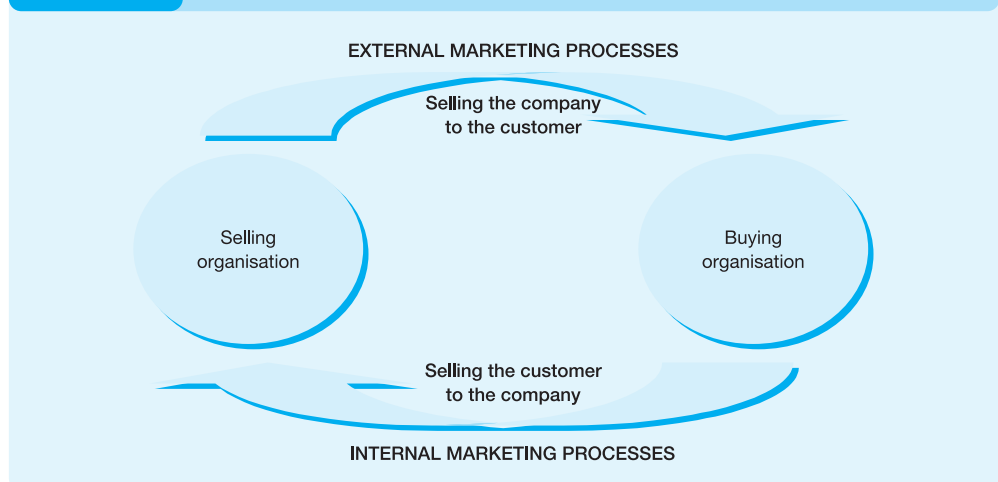 EXTERNAL MARKETING PROCESSES
Selling the company
to the customer
Selling
organisation
Buying
organisation
Selling the customer
to the company
INTERNAL MARKETING PROCESSES